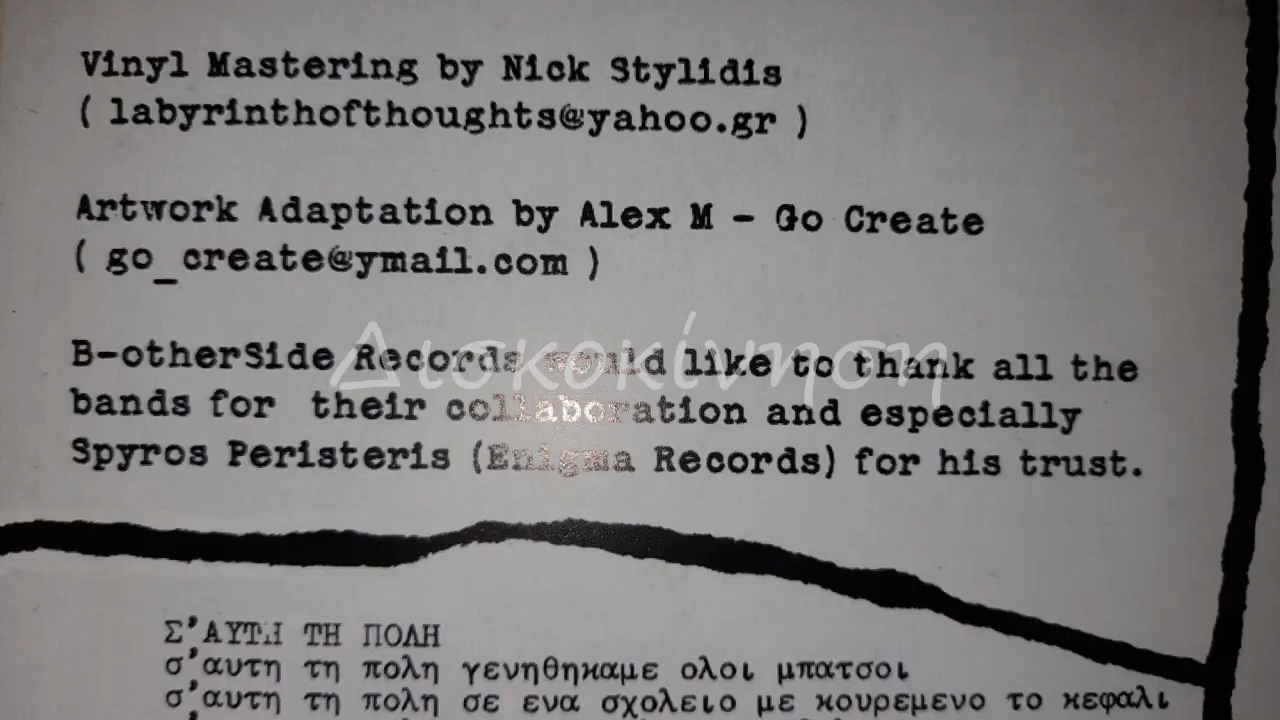 Vinyl Mastering by Nick Stylidis
( labyrinthofthoughts@yahoo.gr )
Artwork Adaptation by Alex M - Go Create
( go_create@ymail.com )
Δισκοκίνηση
B-otherSide Records would like to thank all the
bands for their collaboration and especially
Spyros Peristeris (Enigma Records) for his trust.
Σ'ΑΥΤΗ ΤΗ ΠΟΛΗ
σ'αυτη τη πολη γενηθηκαμε ολοι μπατσοι
σ'αυτη τη πολη σε ενα σχολειο με κουρεμενο το κεφαλι